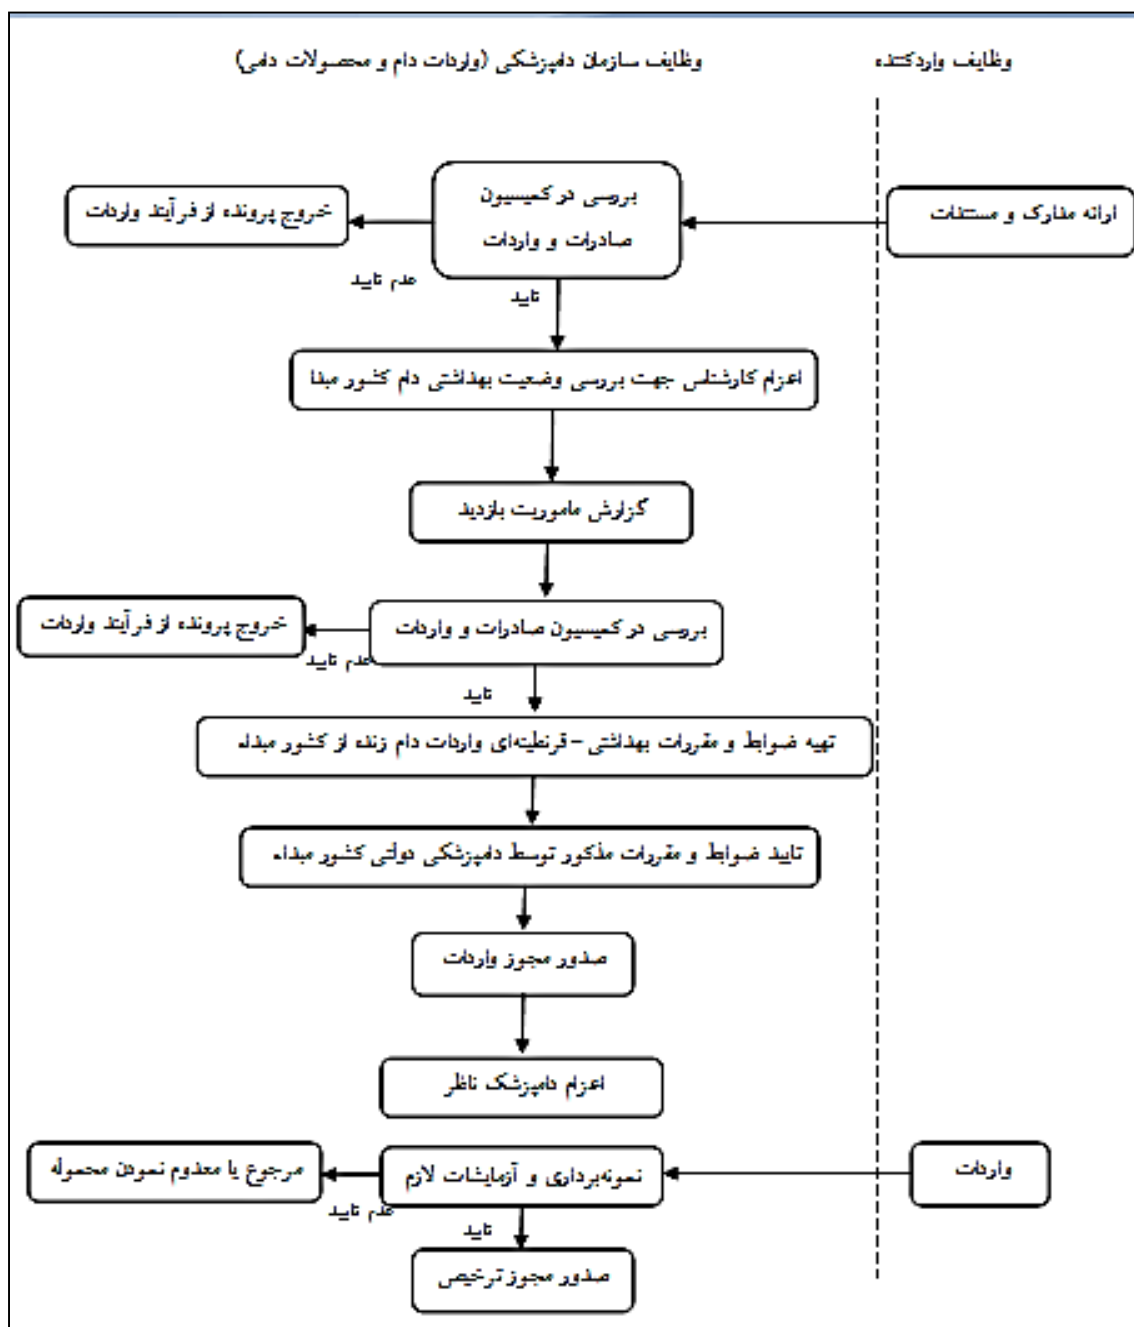 وظایف واردکننده
وظایف سازمان دامپزشکی (واردات دام و محصولات دامی)
ارائه مدارک و مستندات
بررسی در کمیسیون
صادرات و واردات
خروج پرونده از فرآیند واردات
عدم تایید
تایید
اعزام کارشناس جهت بررسی وضعیت بهداشتی دام کشور مبدا
گزارش ماموریت بازدید
بررسی در کمیسیون صادرات و واردات
خروج پرونده از فرآیند واردات
عدم تایید
تایید
تهیه ضوابط و مقررات بهداشتی – قرنطینه‌ای واردات دام زنده از کشور مبداء
تایید ضوابط و مقررات مذکور توسط دامپزشکی دولتی کشور مبداء
صدور مجوز واردات
اعزام دامپزشک ناظر
واردات
نمونه‌برداری و آزمایشات لازم
مرجوع یا معدوم نمودن محموله
عدم تایید
تایید
صدور مجوز ترخیص